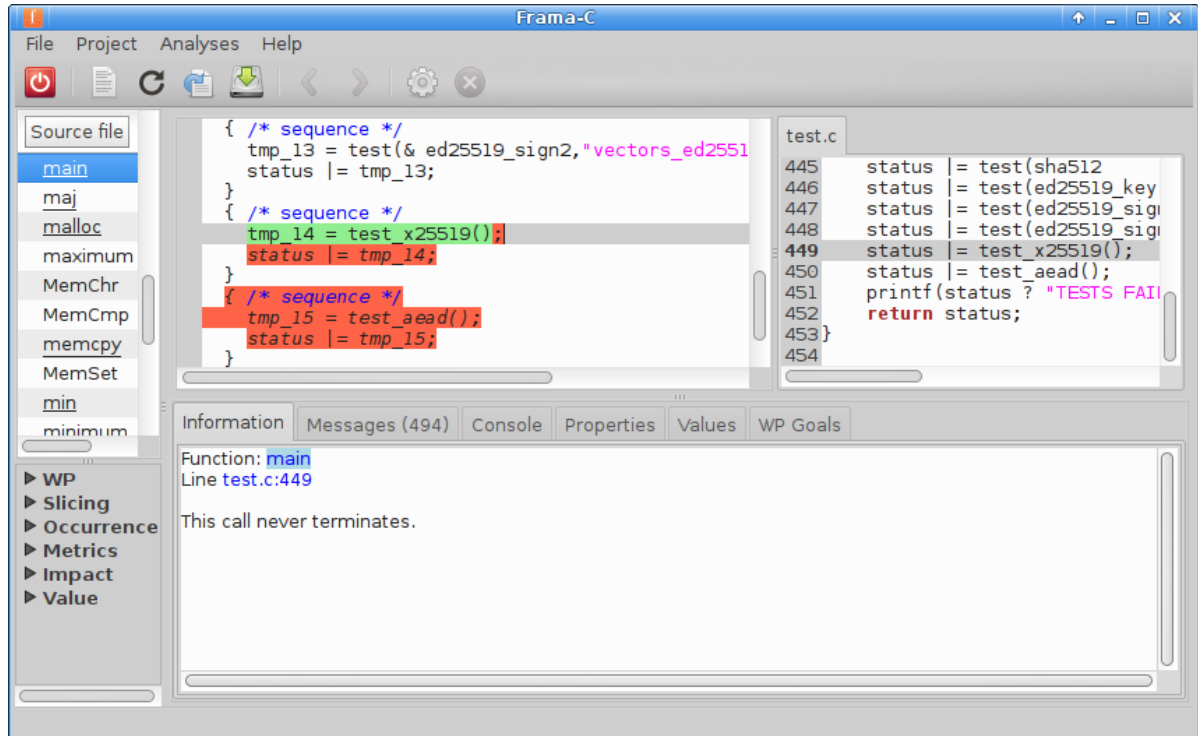 Frama-C
File Project Analyses Help
Source file
main
maj
malloc
maximum
MemChr
MemCmp
memcpy
MemSet
min
minimum
WP
Slicing
Occurrence
Metrics
Impact
Value
{ /* sequence */
tmp_13 = test(& ed25519_sign2,"vectors_ed2551
status |= tmp_13;
}
{ /* sequence */
tmp_14 = test_x25519();
status |= tmp_14;
}
{ /* sequence */
tmp_15 = test_aead();
status |= tmp_15;
}
test.c
445 status |= test(sha512
446 status |= test(ed25519_key
447 status |= test(ed25519_sign
448 status |= test(ed25519_sign
449 status |= test_x25519();
450 status |= test_aead();
451 printf(status ? "TESTS FAI
452 return status;
453 }
454
Information Messages (494) Console Properties Values WP Goals
Function: main
Line test.c:449
This call never terminates.